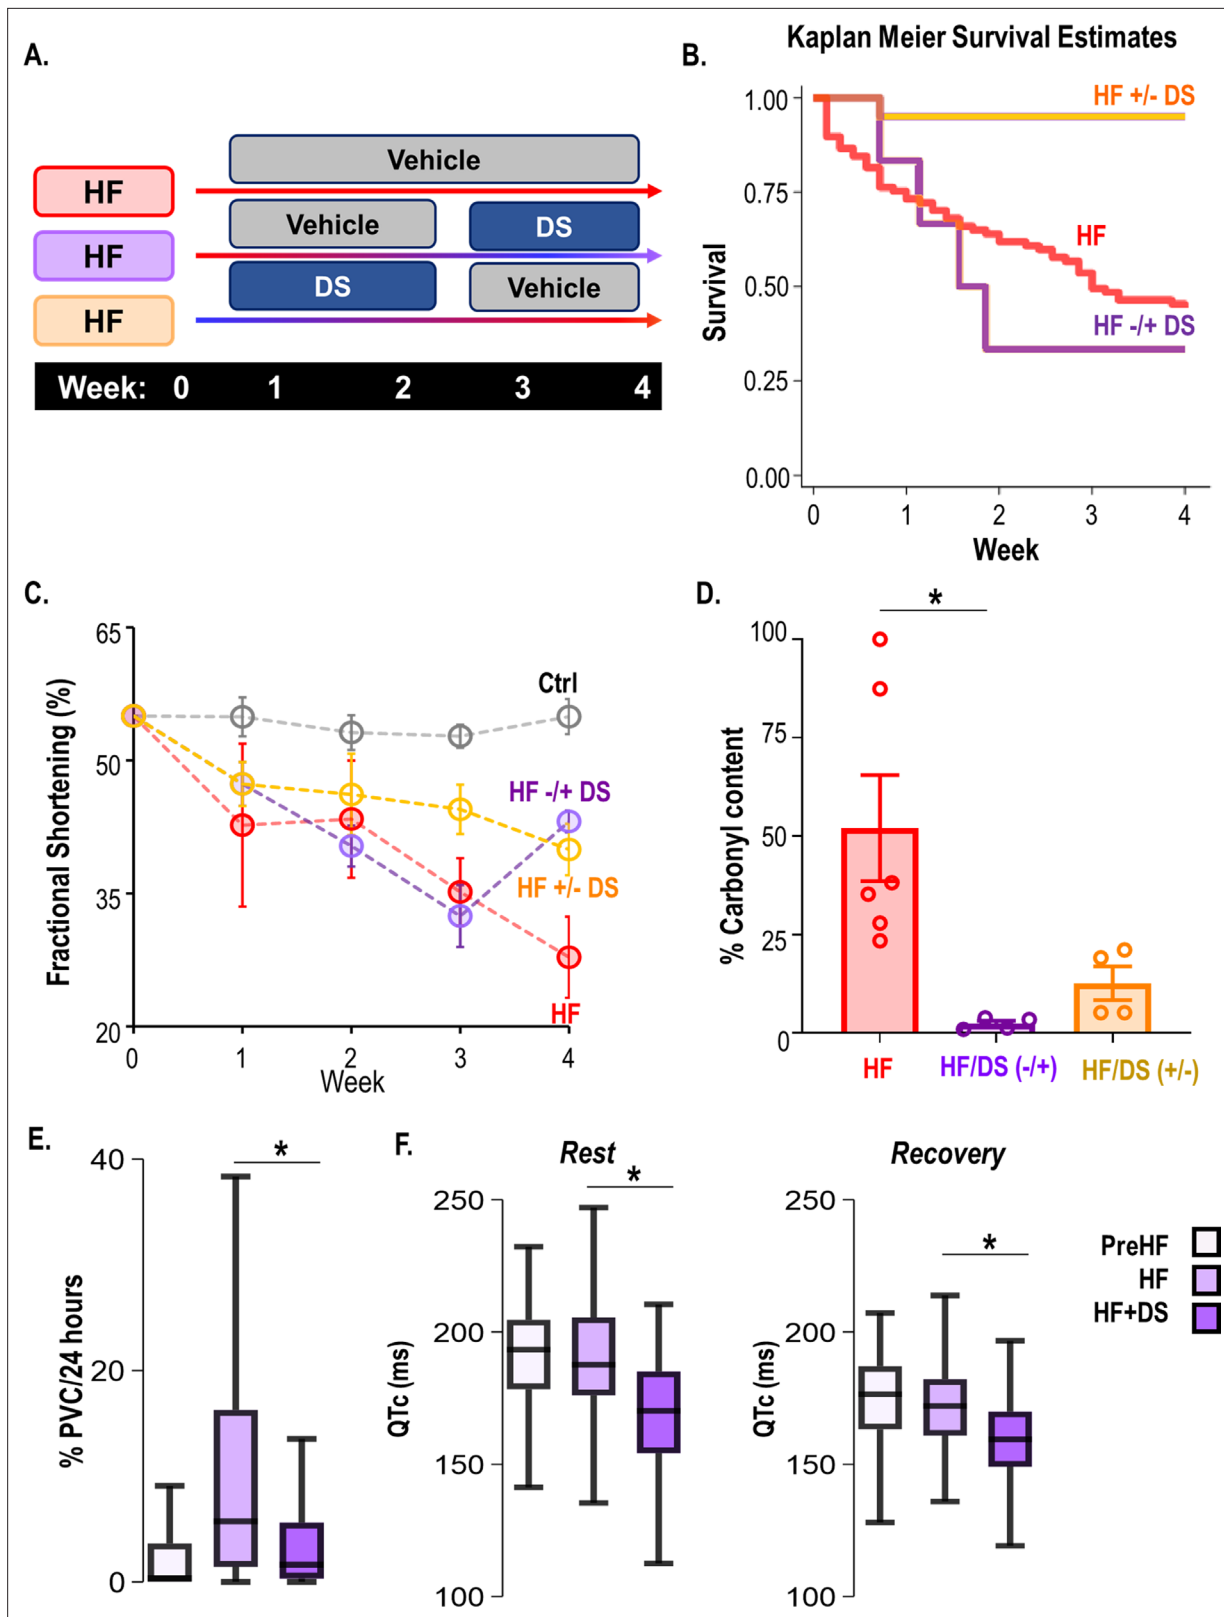 A.
HF
HF
HF
Vehicle
Vehicle
DS
DS
Vehicle
Week: 0 1 2 3 4
B.
Kaplan Meier Survival Estimates
Survival
1.00
0.75
0.50
0.25
0.00
HF +/- DS
HF
HF -/+ DS
0 1 2 3 4
Week
C.
Fractional Shortening (%)
65
50
35
20
Ctrl
HF -/+ DS
HF +/- DS
HF
0 1 2 3 4
Week
D.
*
% Carbonyl content
100
75
50
25
0
HF
HF/DS (-/+)
HF/DS (+/-)
E.
*
% PVC/24 hours
40
20
0
F.
Rest
*
QTc (ms)
250
200
150
100
Recovery
*
QTc (ms)
250
200
150
100
PreHF
HF
HF+DS